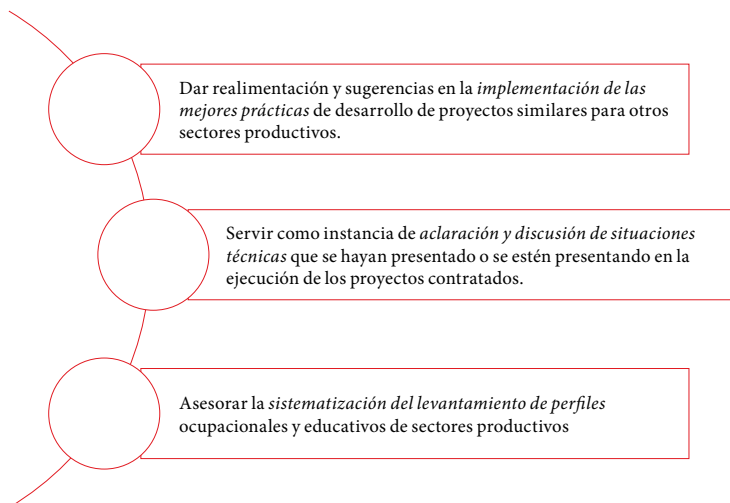 Dar realimentación y sugerencias en la implementación de las
mejores prácticas de desarrollo de proyectos similares para otros
sectores productivos.
Servir como instancia de aclaración y discusión de situaciones
técnicas que se hayan presentado o se estén presentando en la
ejecución de los proyectos contratados.
Asesorar la sistematización del levantamiento de perfiles
ocupacionales y educativos de sectores productivos